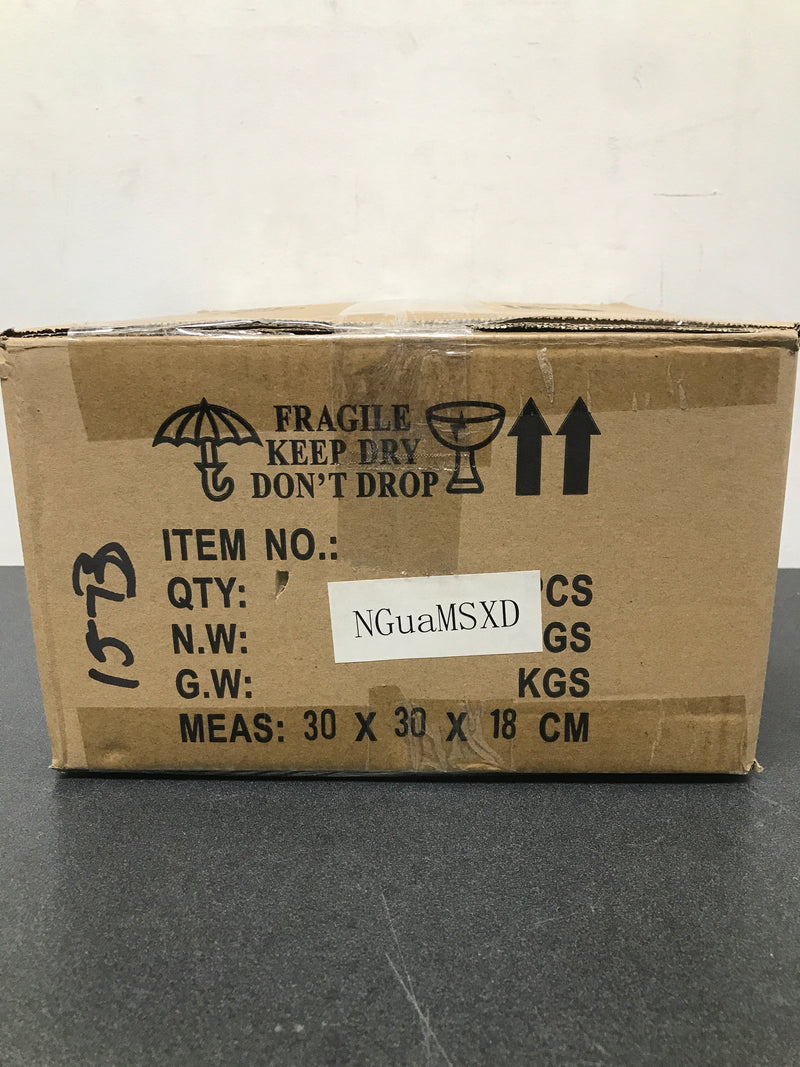 FRAGILE
KEEP DRY
DON'T DROP
ITEM NO.:
QTY: PCS
NGuaMSXD
N.W: GS
G.W: KGS
MEAS: 30 X 30 X 18 CM
1573